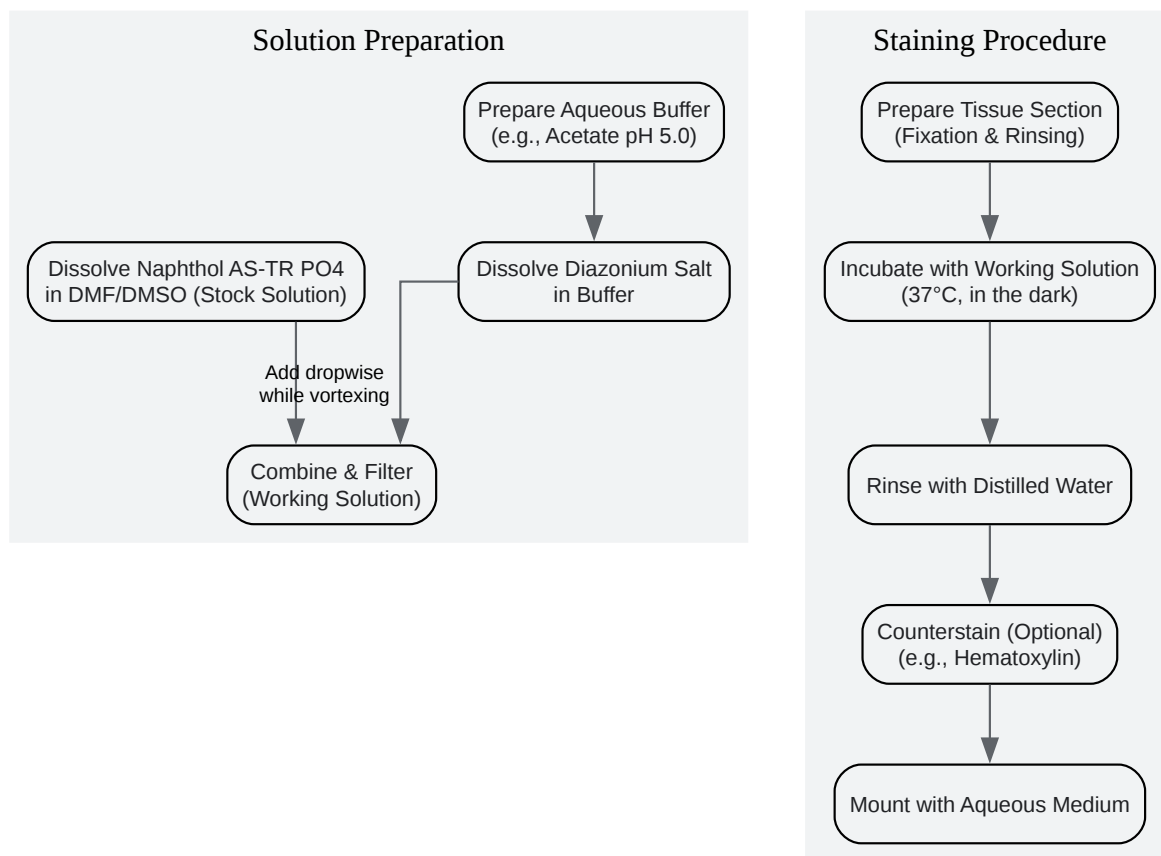 Solution Preparation
Prepare Aqueous Buffer
(e.g., Acetate pH 5.0)
Dissolve Naphthol AS-TR PO4
in DMF/DMSO (Stock Solution)
Dissolve Diazonium Salt
in Buffer
Add dropwise
while vortexing
Combine & Filter
(Working Solution)
Staining Procedure
Prepare Tissue Section
(Fixation & Rinsing)
Incubate with Working Solution
(37°C, in the dark)
Rinse with Distilled Water
Counterstain (Optional)
(e.g., Hematoxylin)
Mount with Aqueous Medium